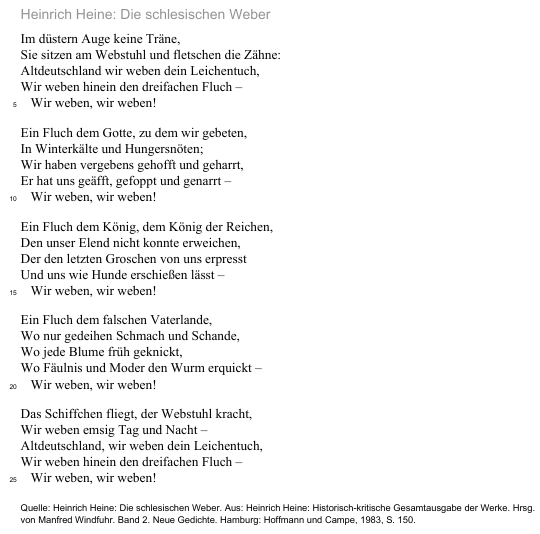 Heinrich Heine: Die schlesischen Weber
Im düstern Auge keine Träne,
Sie sitzen am Webstuhl und fletschen die Zähne:
Altdeutschland wir weben dein Leichentuch,
Wir weben hinein den dreifachen Fluch –
5 Wir weben, wir weben!
Ein Fluch dem Gotte, zu dem wir gebeten,
In Winterkälte und Hungersnöten;
Wir haben vergebens gehofft und geharrt,
Er hat uns geäfft, gefoppt und genarrt –
10 Wir weben, wir weben!
Ein Fluch dem König, dem König der Reichen,
Den unser Elend nicht konnte erweichen,
Der den letzten Groschen von uns erpresst
Und uns wie Hunde erschießen lässt –
15 Wir weben, wir weben!
Ein Fluch dem falschen Vaterlande,
Wo nur gedeihen Schmach und Schande,
Wo jede Blume früh geknickt,
Wo Fäulnis und Moder den Wurm erquickt –
20 Wir weben, wir weben!
Das Schiffchen fliegt, der Webstuhl kracht,
Wir weben emsig Tag und Nacht –
Altdeutschland, wir weben dein Leichentuch,
Wir weben hinein den dreifachen Fluch –
25 Wir weben, wir weben!
Quelle: Heinrich Heine: Die schlesischen Weber. Aus: Heinrich Heine: Historisch-kritische Gesamtausgabe der Werke. Hrsg.
von Manfred Windfuhr. Band 2. Neue Gedichte. Hamburg: Hoffmann und Campe, 1983, S. 150.